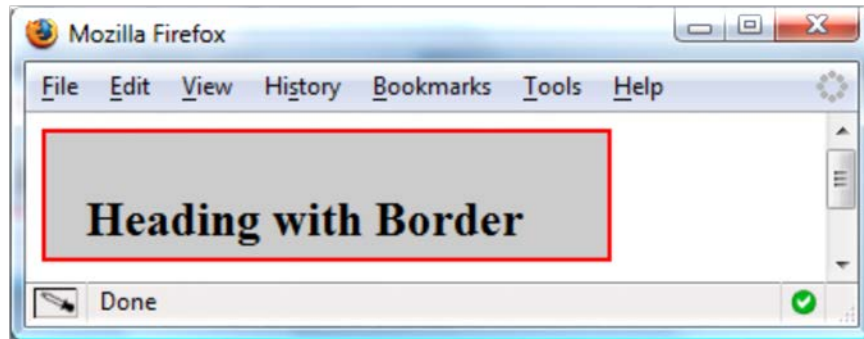 Mozilla Firefox
File Edit View History Bookmarks Tools Help
Heading with Border
Done